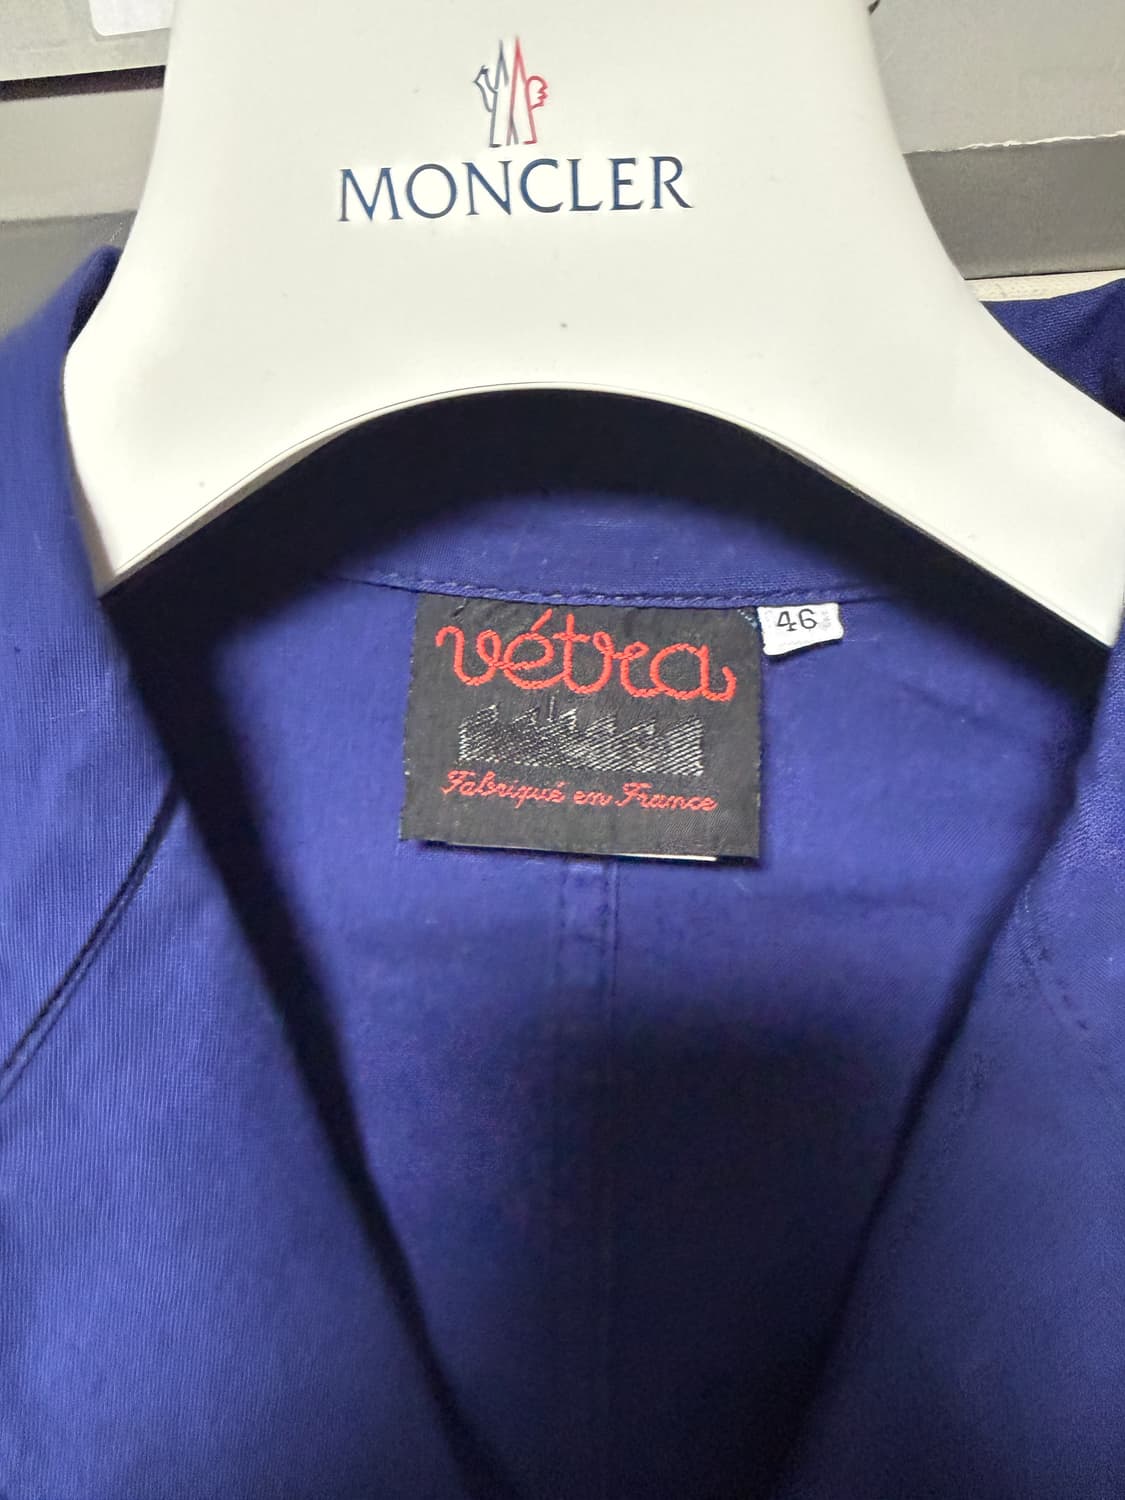 MONCLER
vétra
46
Fabriqué en France